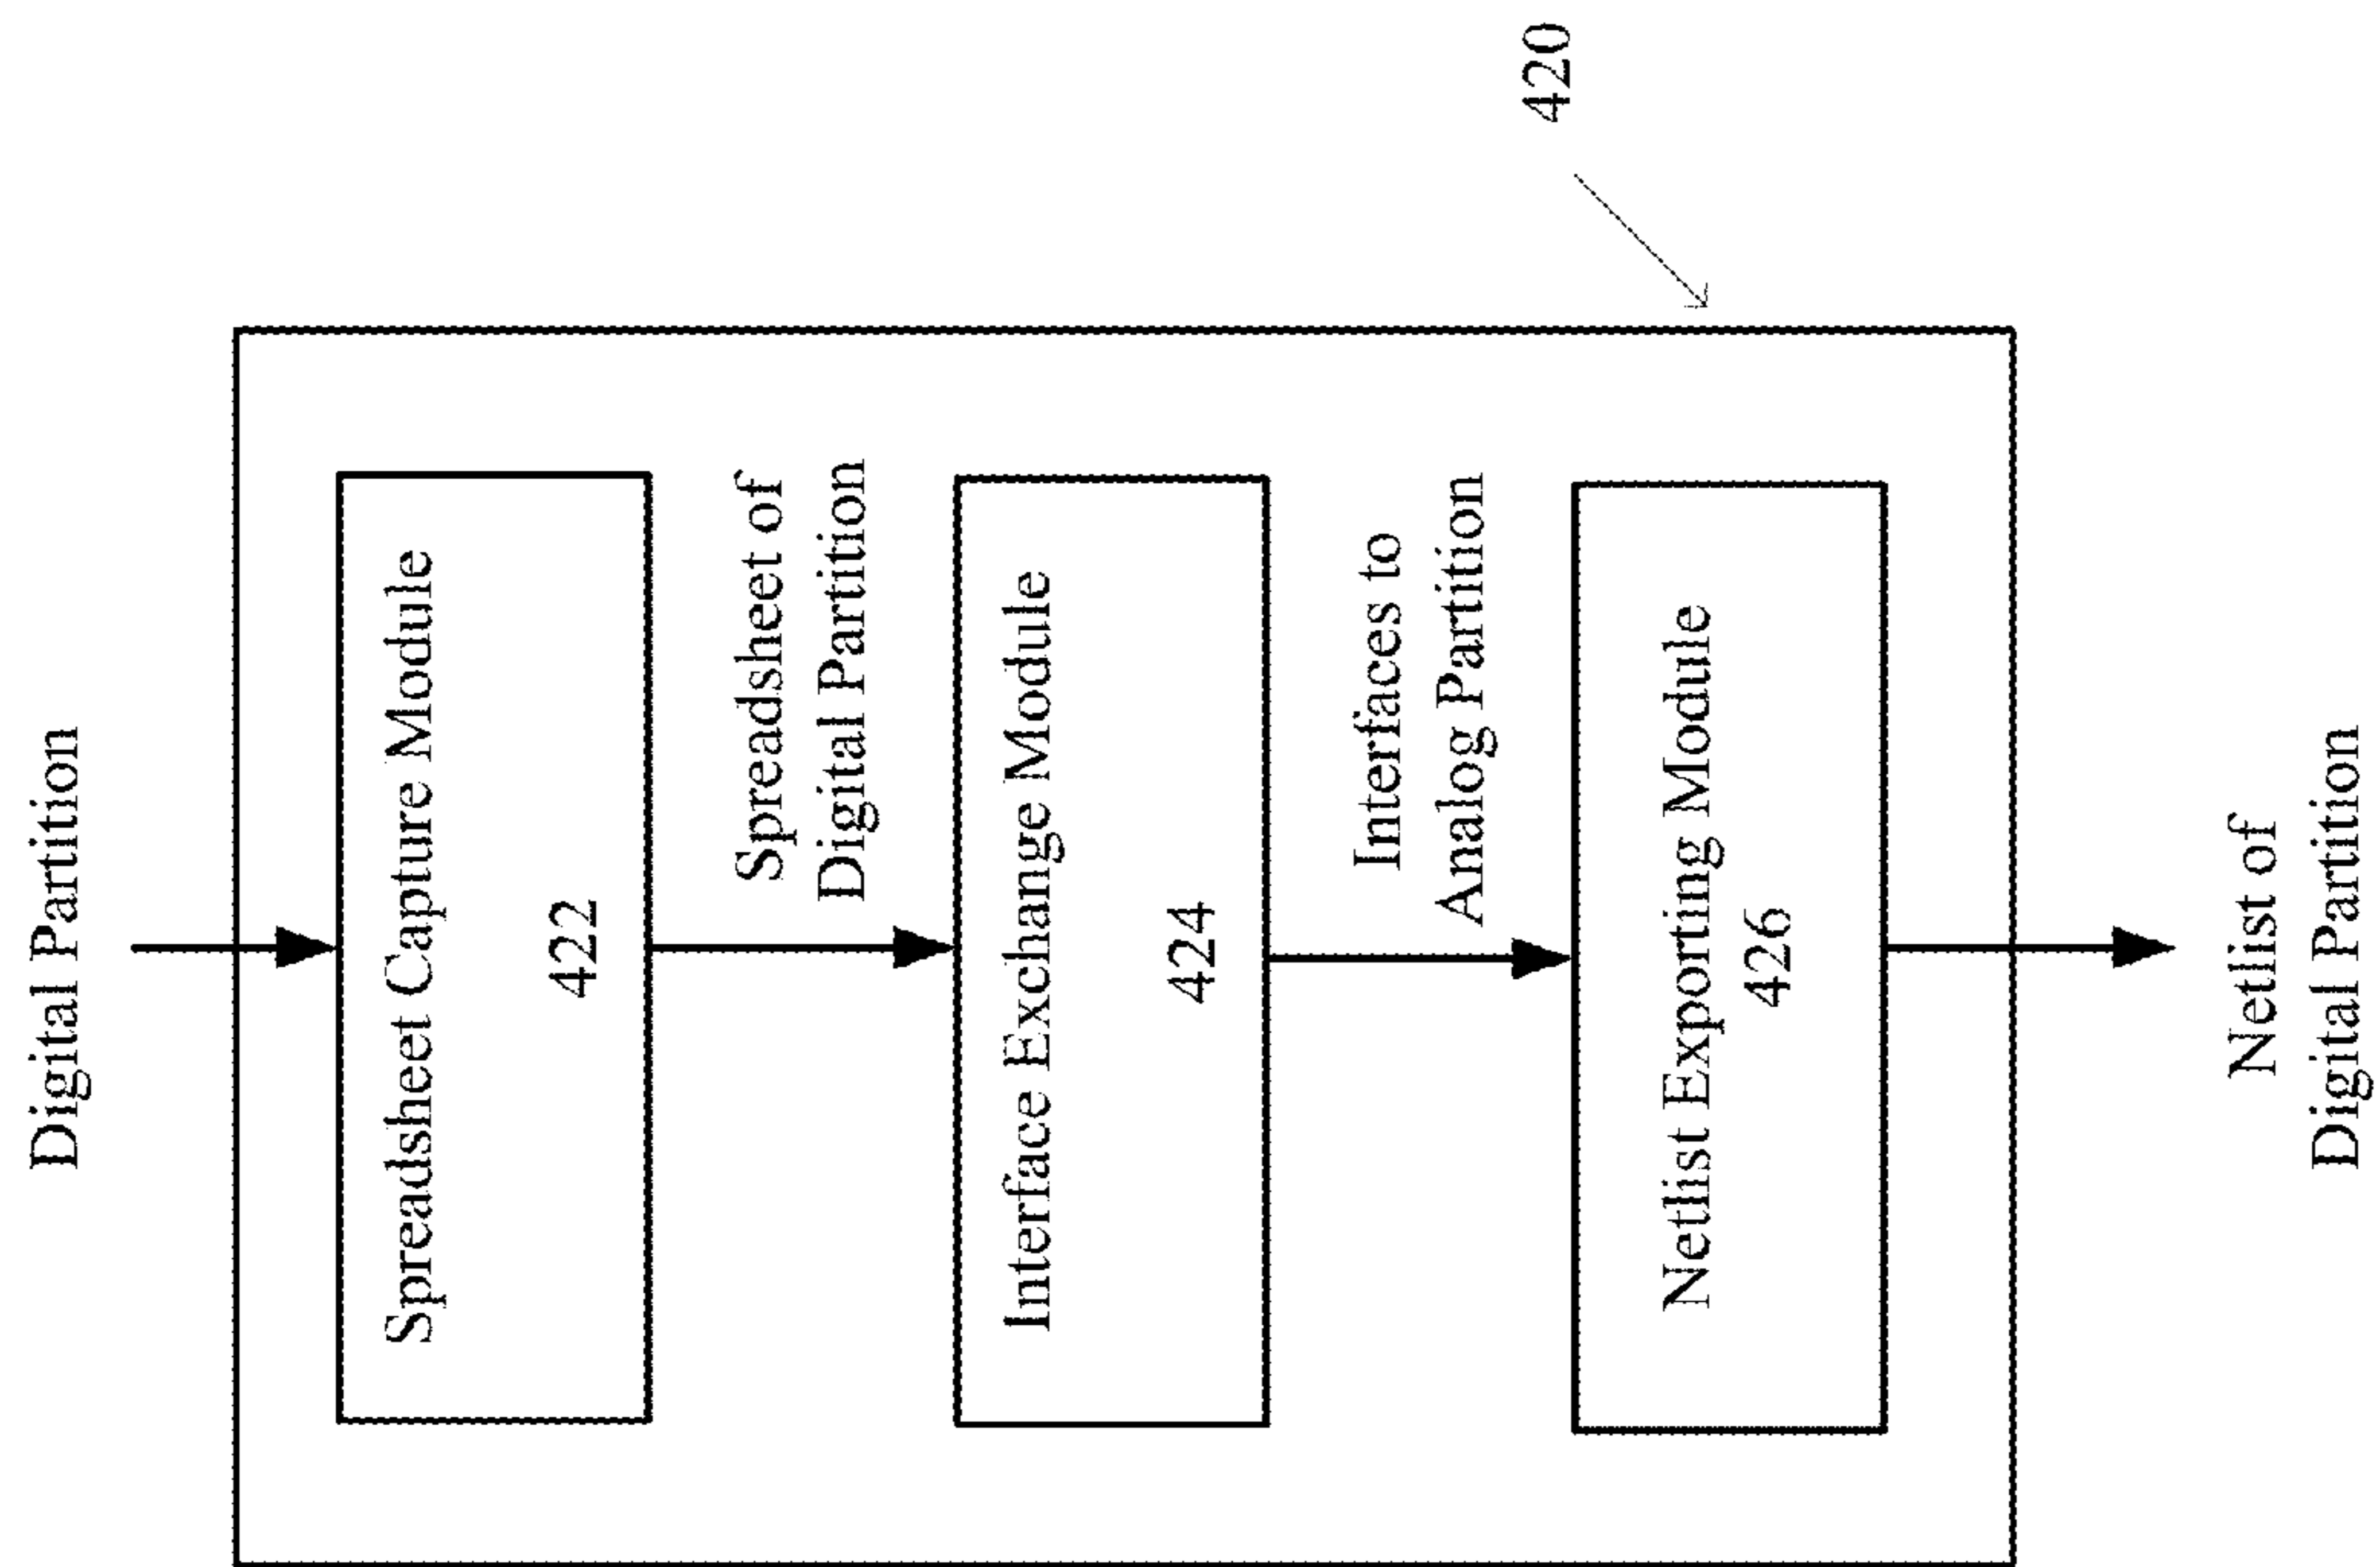 Digital Partition
Spreadsheet Capture Module
422
Spreadsheet of
Digital Partition
Interface Exchange Module
424
Interfaces to
Analog Partition
Netlist Exporting Module
426
Netlist of
Digital Partition
420